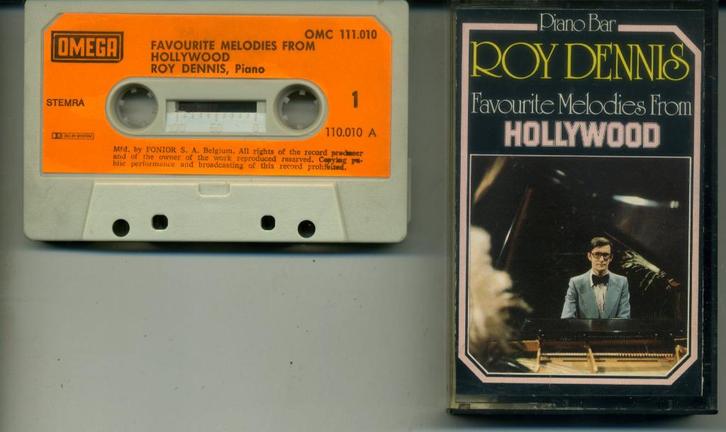 OMEGA
OMC 111.010
FAVOURITE MELODIES FROM
HOLLYWOOD
ROY DENNIS, Piano
STEMRA
1
110.010 A
Mfd. by FONIOR S. A. Belgium. All rights of the record producer
and of the owner of the work reproduced reserved. Copying pu-
blic performance and broadcasting of this record prohibited.
Piano Bar
ROY DENNIS
Favourite Melodies From
HOLLYWOOD